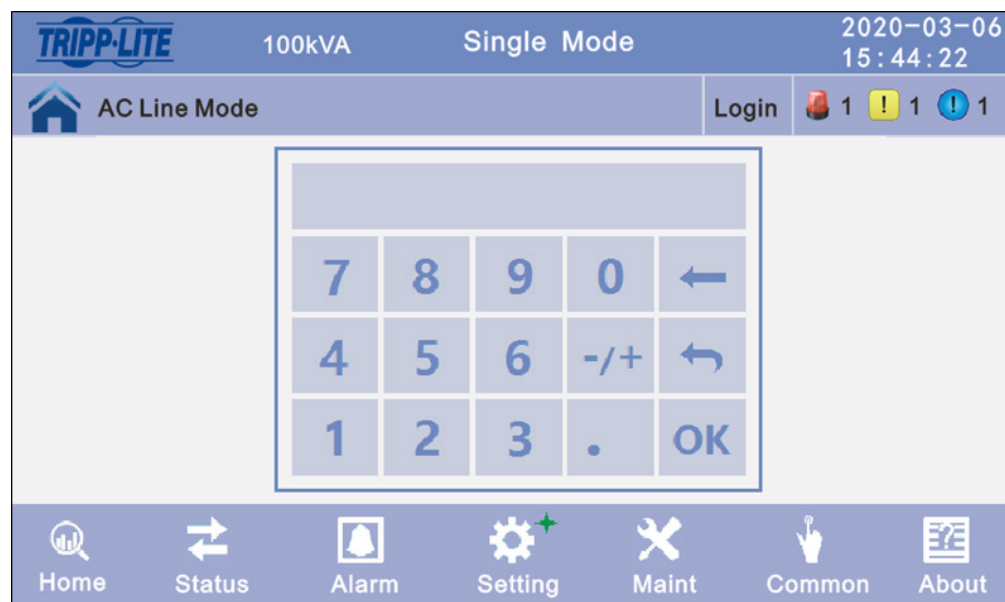 TRIPP·LITE 100kVA Single Mode 2020-03-06
15:44:22
AC Line Mode Login 1 ! 1 ! 1
7 8 9 0
4 5 6 -/+
1 2 3 . OK
Home Status Alarm Setting Maint Common About